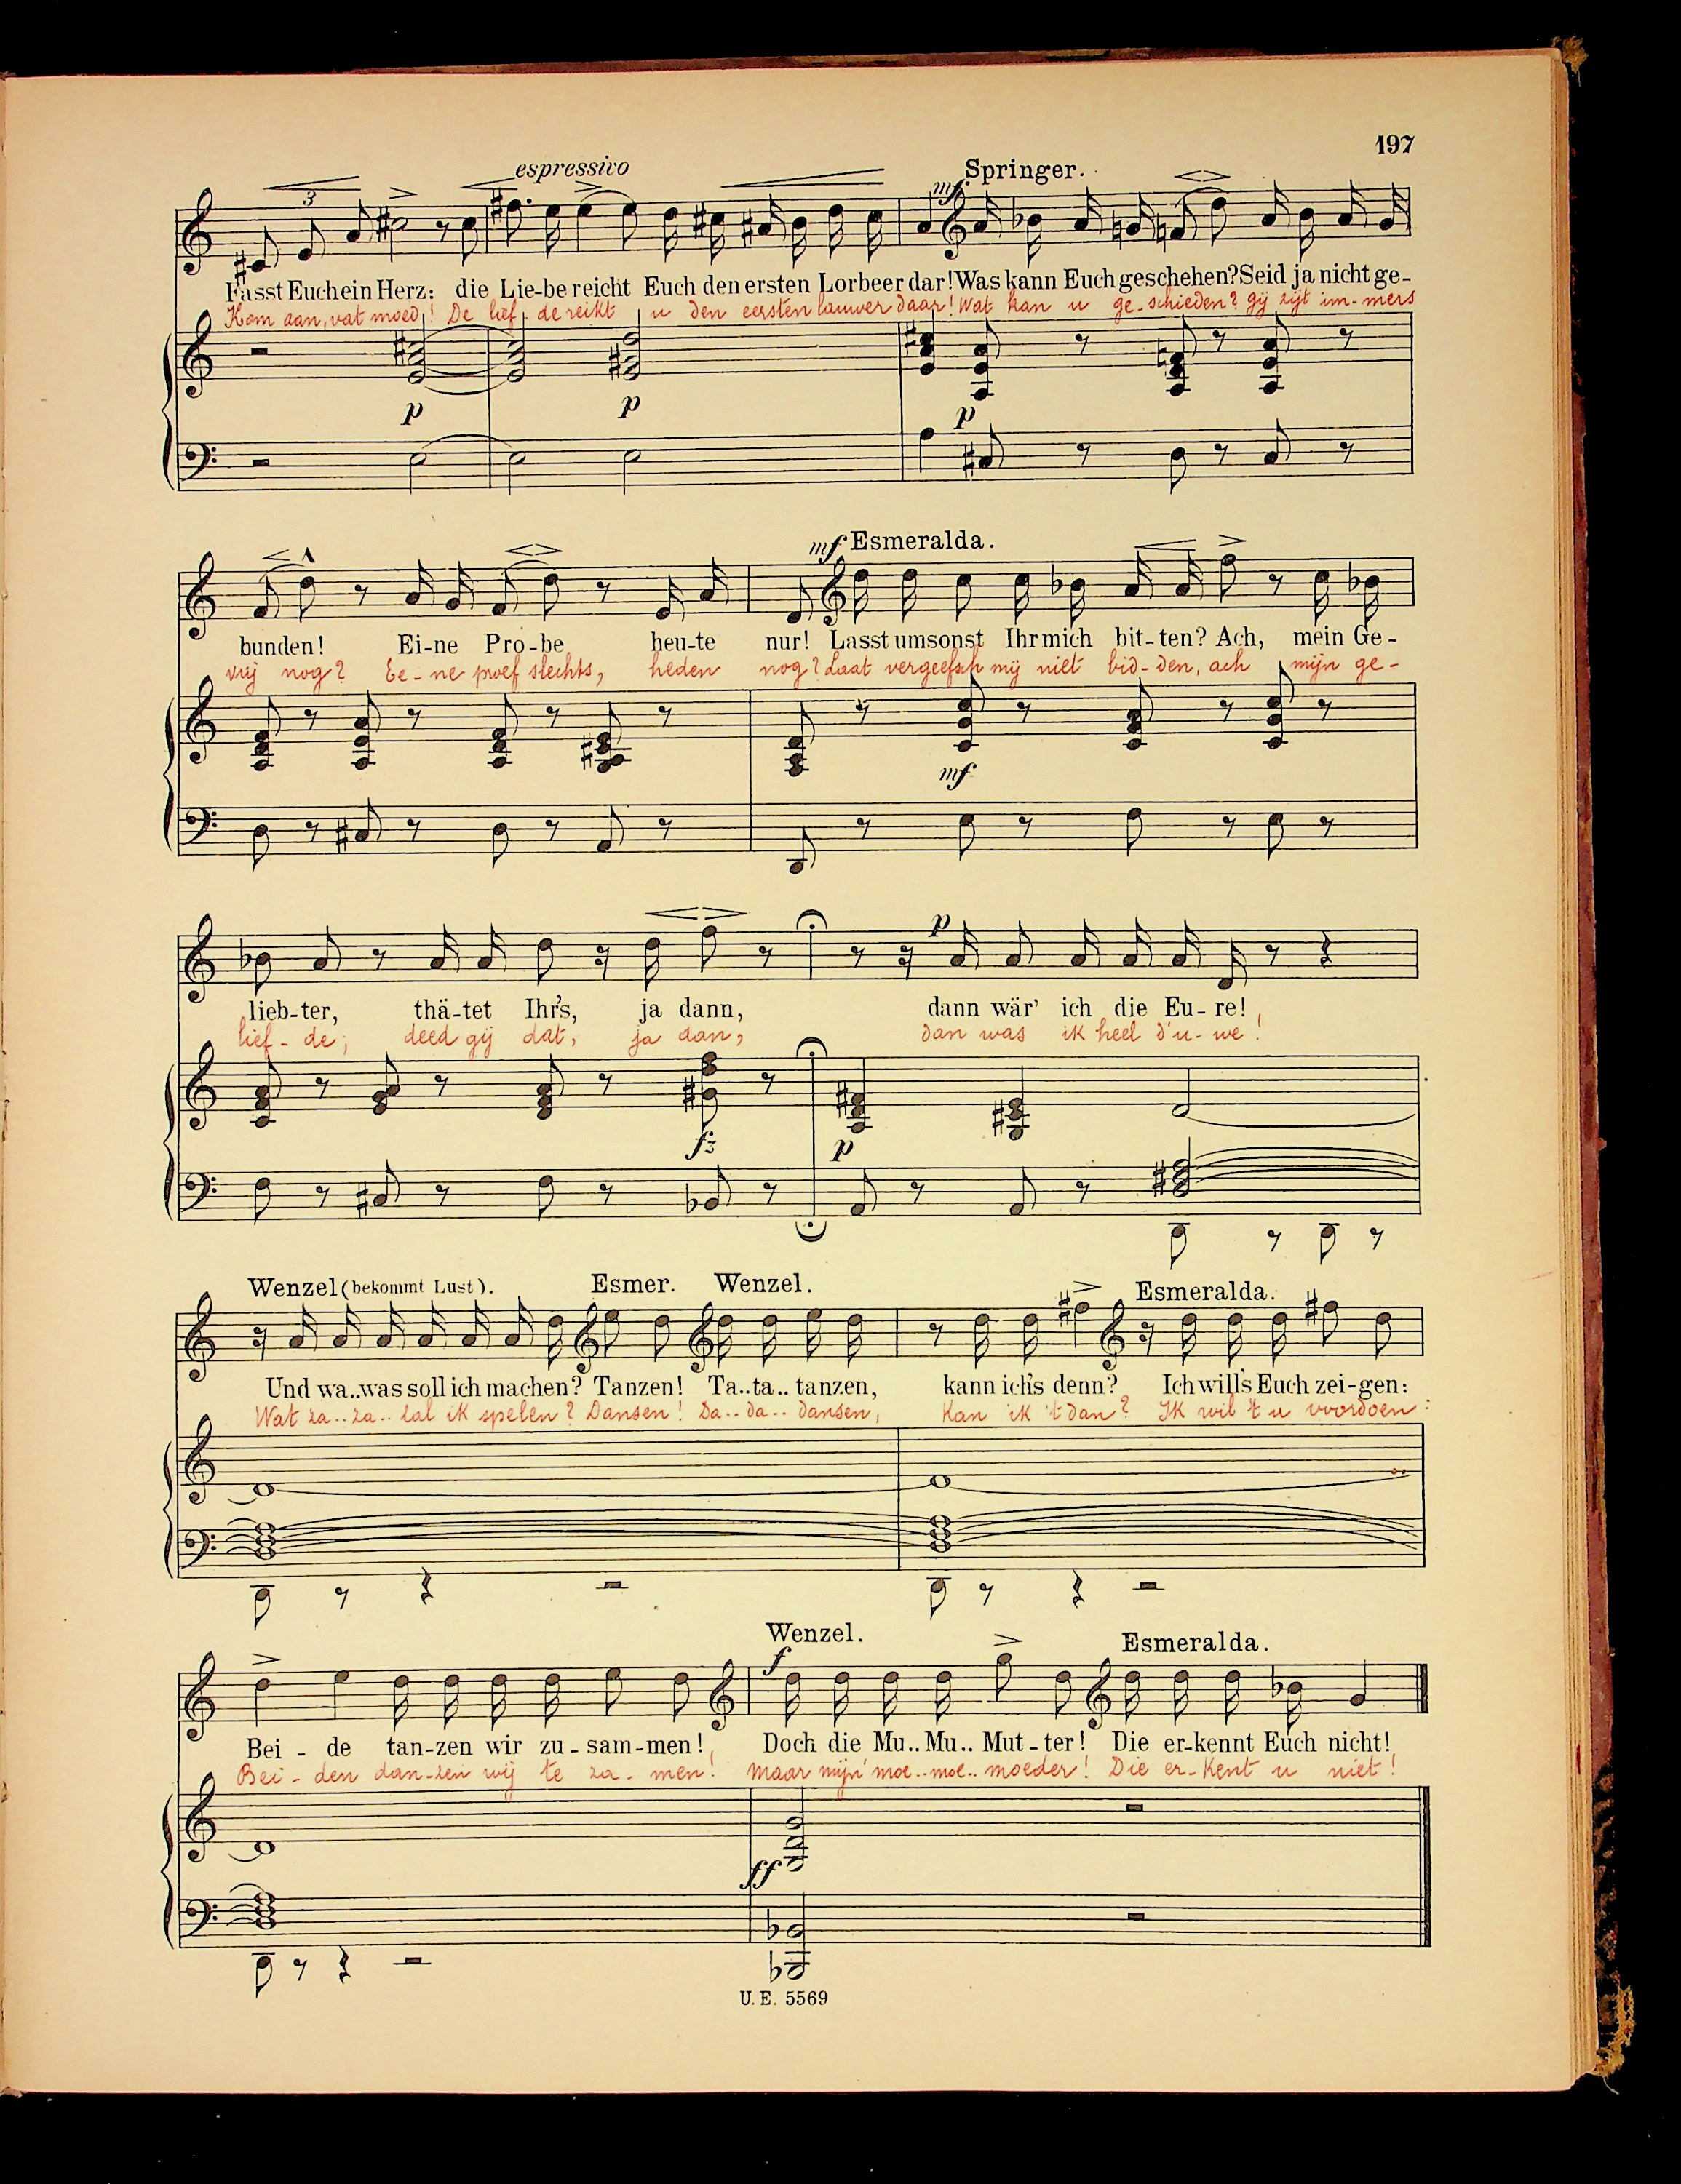 197
espressivo
Springer.
3
mf
Fasst Euch ein Herz: die Lie-be reicht Euch den ersten Lorbeer dar! Was kann Euch geschehen? Seid ja nicht ge-
Kom aan, vat moed! De lief-de reikt u den eersten lauwer daar! Wat kan u ge-schieden? gij zijt im-mers
p p p
mf Esmeralda.
bunden! Ei-ne Pro-be heu-te nur! Lasst umsonst Ihr mich bit-ten? Ach, mein Ge-
vrij nog? Ee-ne proef slechts, heden nog? Laat vergeefsch mij niet bid-den, ach mijn ge-
mf
p
lieb-ter, thä-tet Ihr's, ja dann, dann wär' ich die Eu-re!
lief-de; deed gij dat, ja dan, dan was ik heel d'u-we!
fz p
Wenzel (bekommt Lust). Esmer. Wenzel. Esmeralda.
Und wa..was soll ich machen? Tanzen! Ta..ta.. tanzen, kann ich's denn? Ich will's Euch zei-gen:
Wat za..za..zal ik spelen? Dansen! Da..da.. dansen, Kan ik 't dan? Ik wil 't u voordoen:
Wenzel. Esmeralda.
f
Bei - de tan-zen wir zu-sam-men! Doch die Mu..Mu.. Mut-ter! Die er-kennt Euch nicht!
Bei-den dan-zen wij te za-men! Maar mijn' moe..moe.. moeder! Die er-kent u niet!
ff
U. E. 5569